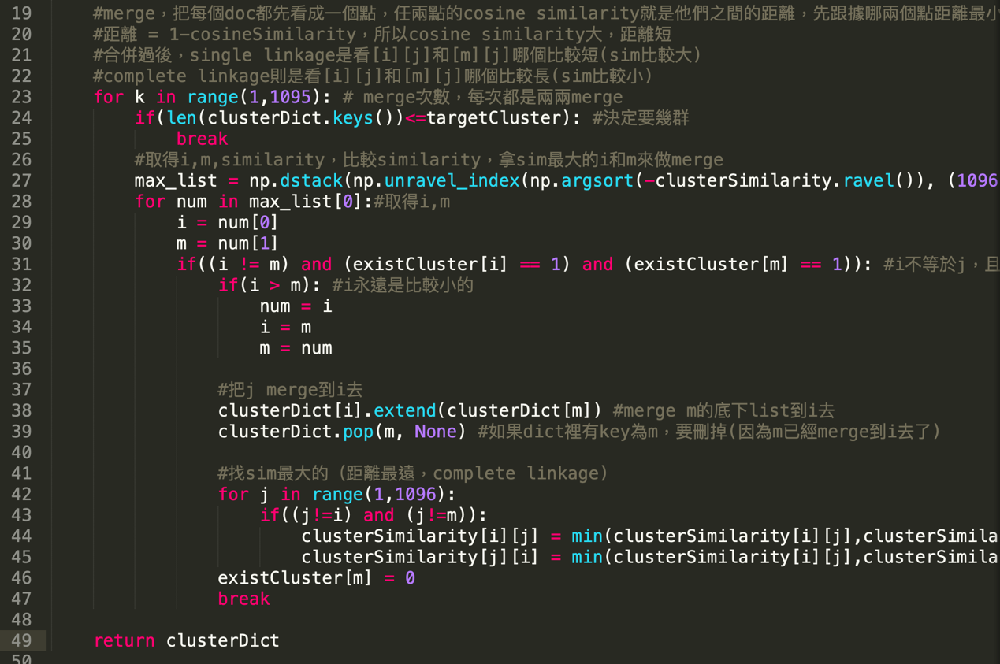 19 #merge，把每個doc都先看成一個點，任兩點的cosine similarity就是他們之間的距離，先跟據哪兩個點距離最小
20 #距離 = 1-cosineSimilarity，所以cosine similarity大，距離短
21 #合併過後，single linkage是看[i][j]和[m][j]哪個比較短(sim比較大)
22 #complete linkage則是看[i][j]和[m][j]哪個比較長(sim比較小)
23 for k in range(1,1095): # merge次數，每次都是兩兩merge
24 if(len(clusterDict.keys())<=targetCluster): #決定要幾群
25 break
26 #取得i,m,similarity，比較similarity，拿sim最大的i和m來做merge
27 max_list = np.dstack(np.unravel_index(np.argsort(-clusterSimilarity.ravel()), (1096
28 for num in max_list[0]:#取得i,m
29 i = num[0]
30 m = num[1]
31 if((i != m) and (existCluster[i] == 1) and (existCluster[m] == 1)): #i不等於j，且
32 if(i > m): #i永遠是比較小的
33 num = i
34 i = m
35 m = num
36
37 #把j merge到i去
38 clusterDict[i].extend(clusterDict[m]) #merge m的底下list到i去
39 clusterDict.pop(m, None) #如果dict裡有key為m，要刪掉(因為m已經merge到i去了)
40
41 #找sim最大的 (距離最遠，complete linkage)
42 for j in range(1,1096):
43 if((j!=i) and (j!=m)):
44 clusterSimilarity[i][j] = min(clusterSimilarity[i][j],clusterSimila
45 clusterSimilarity[j][i] = min(clusterSimilarity[i][j],clusterSimila
46 existCluster[m] = 0
47 break
48
49 return clusterDict
50